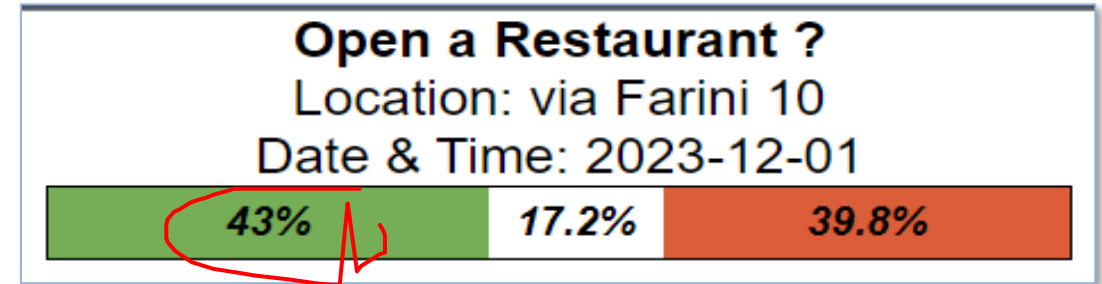 Open a Restaurant ?
Location: via Farini 10
Date & Time: 2023-12-01
43% 17.2% 39.8%